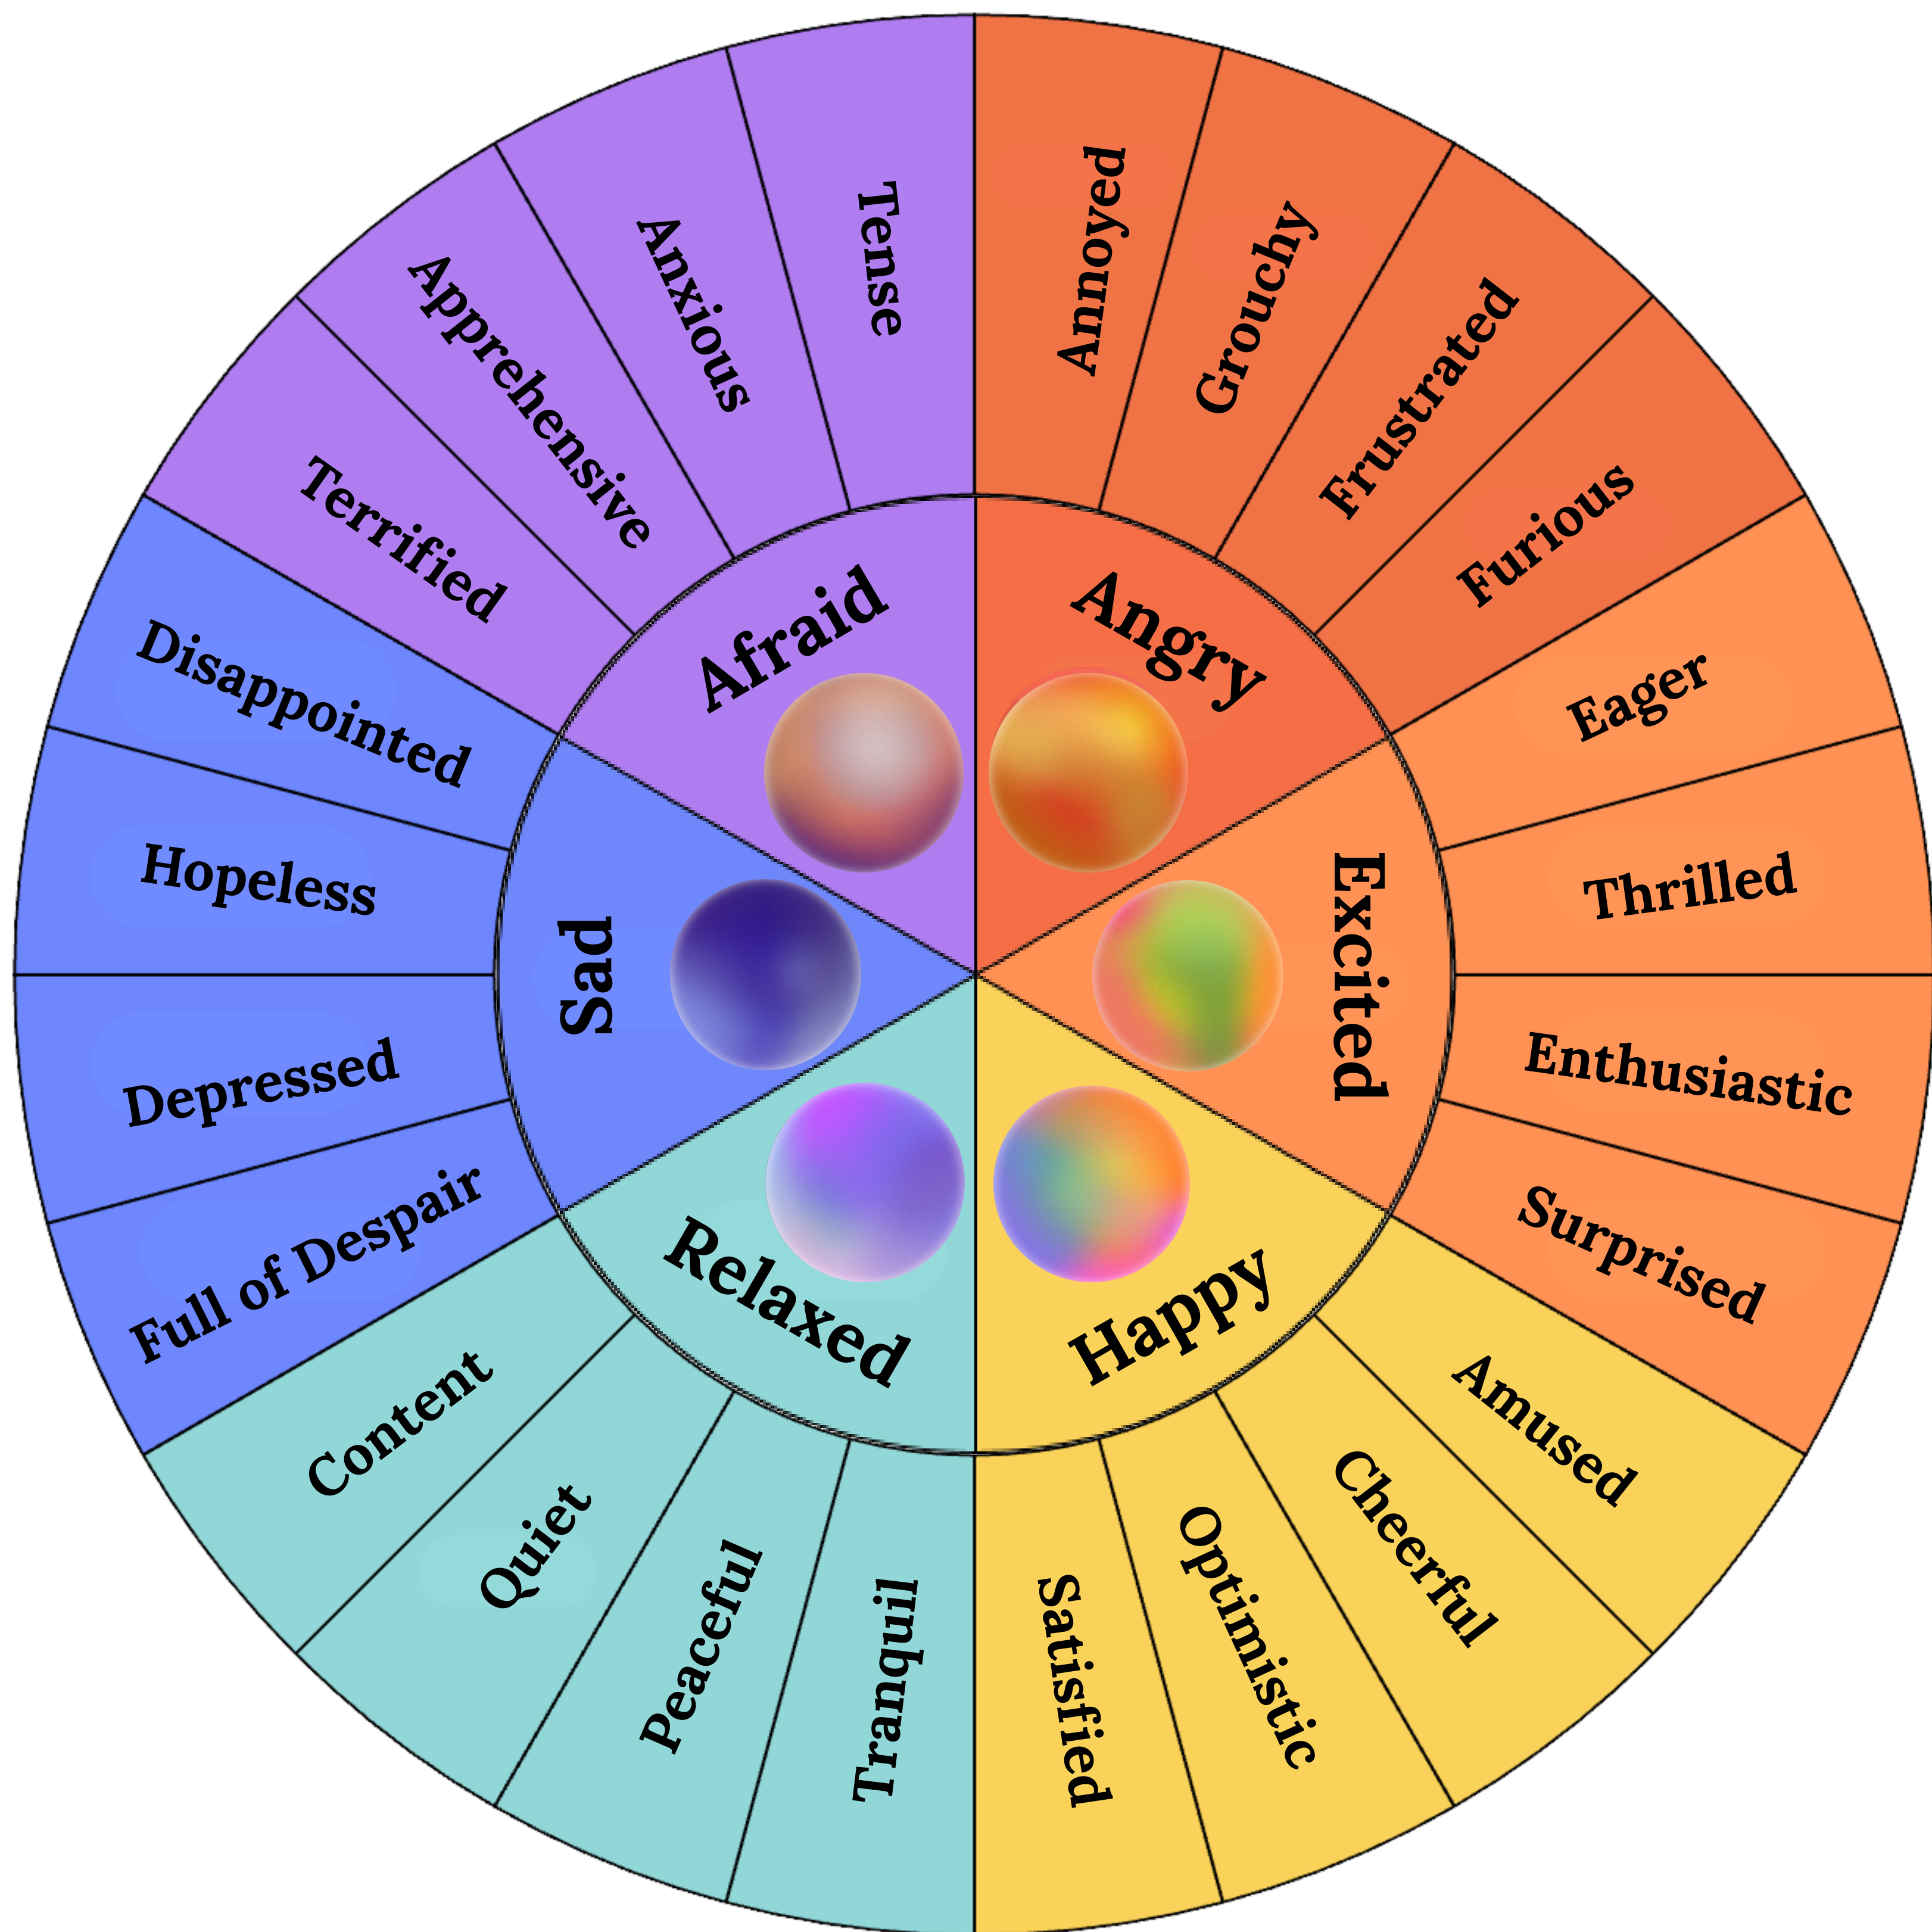 Annoyed
Grouchy
Frustrated
Furious
Eager
Thrilled
Enthusiastic
Surprised
Amused
Cheerful
Optimistic
Satisfied
Tranquil
Peaceful
Quiet
Content
Full of Despair
Depressed
Hopeless
Disappointed
Terrified
Apprehensive
Anxious
Tense
Angry
Excited
Happy
Relaxed
Sad
Afraid